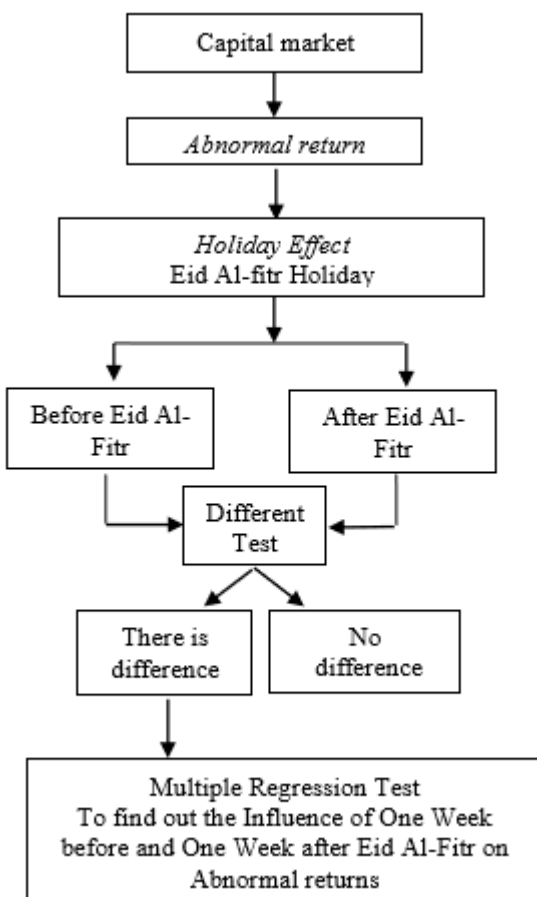 Capital market
Abnormal return
Holiday Effect
Eid Al-fitr Holiday
Before Eid Al-
Fitr
After Eid Al-
Fitr
Different
Test
There is
difference
No
difference
Multiple Regression Test
To find out the Influence of One Week
before and One Week after Eid Al-Fitr on
Abnormal returns